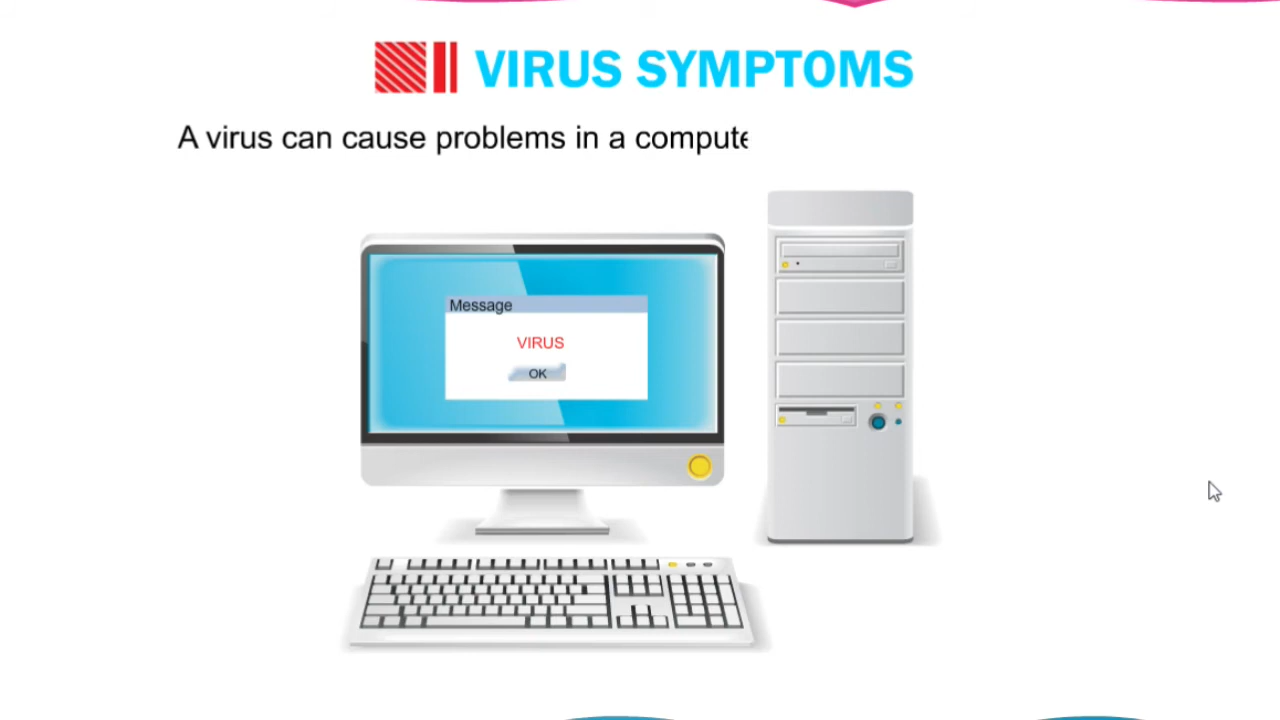 VIRUS SYMPTOMS
A virus can cause problems in a compute
Message
VIRUS
OK